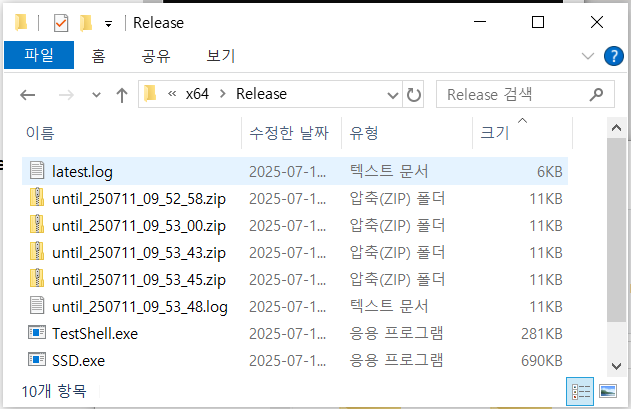 Release
파일 홈 공유 보기
« x64 > Release Release 검색
이름 수정한 날짜 유형 크기
latest.log 2025-07-1... 텍스트 문서 6KB
until_250711_09_52_58.zip 2025-07-1... 압축(ZIP) 폴더 11KB
until_250711_09_53_00.zip 2025-07-1... 압축(ZIP) 폴더 11KB
until_250711_09_53_43.zip 2025-07-1... 압축(ZIP) 폴더 11KB
until_250711_09_53_45.zip 2025-07-1... 압축(ZIP) 폴더 11KB
until_250711_09_53_48.log 2025-07-1... 텍스트 문서 11KB
TestShell.exe 2025-07-1... 응용 프로그램 281KB
SSD.exe 2025-07-1... 응용 프로그램 690KB
10개 항목